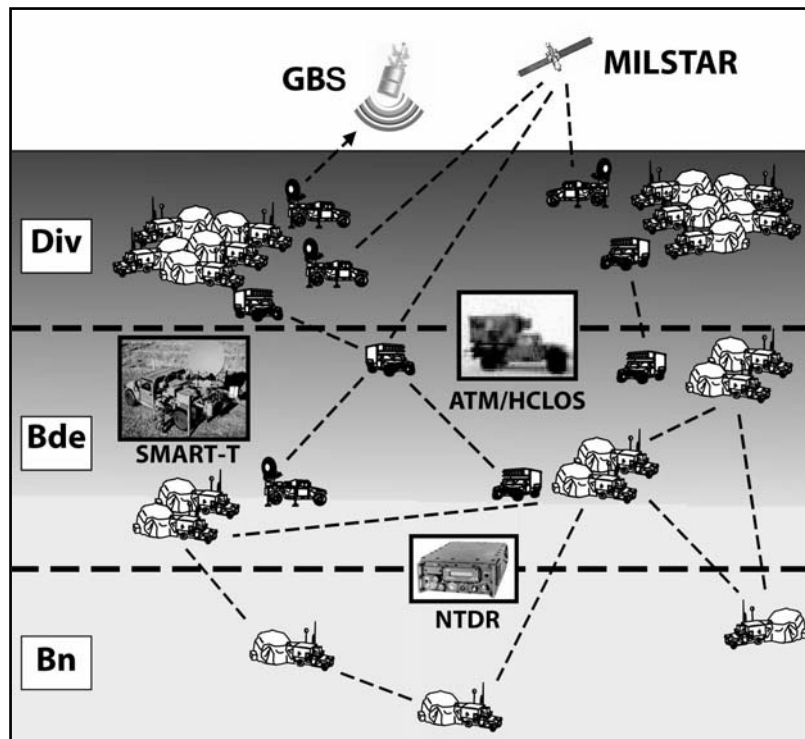 GBS
MILSTAR
Div
ATM/HCLOS
SMART-T
Bde
NTDR
Bn